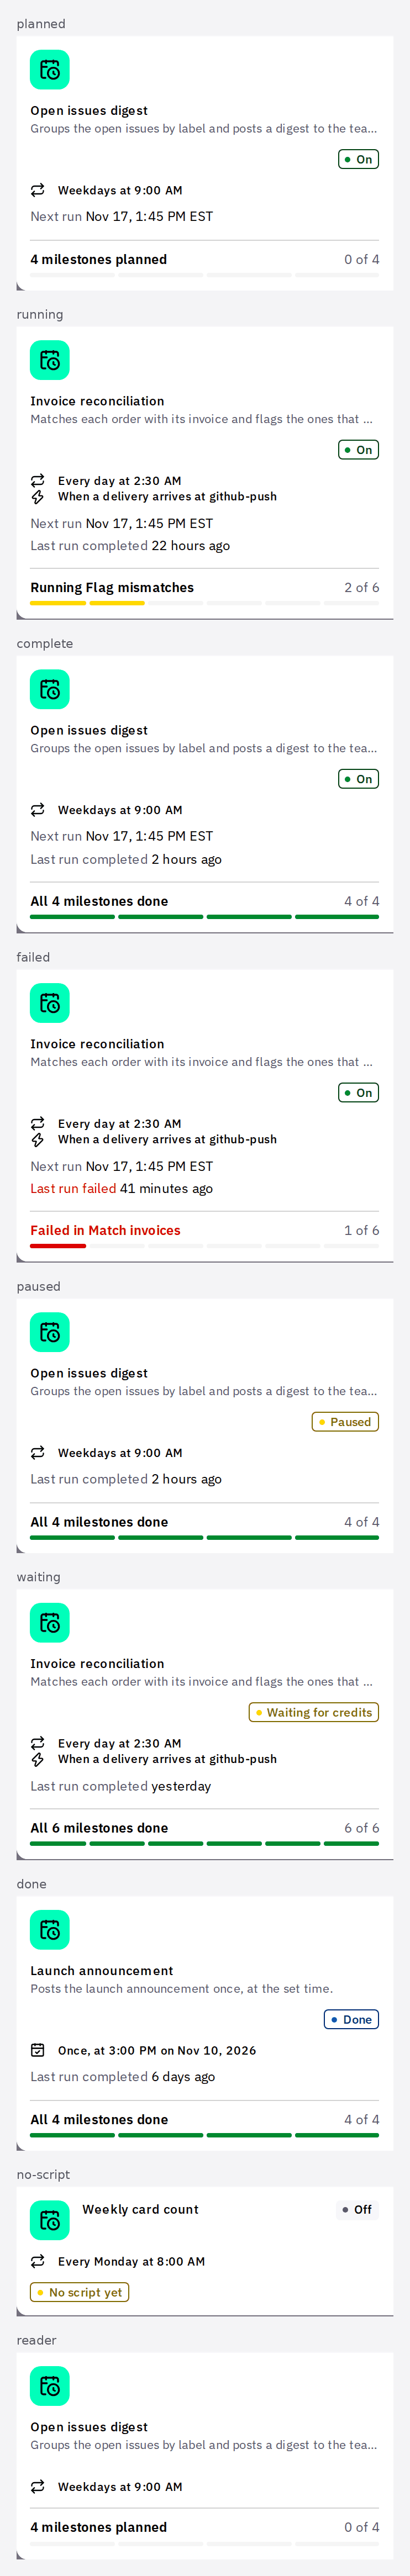 planned
Open issues digest
Groups the open issues by label and posts a digest to the tea...
On
Weekdays at 9:00 AM
Next run Nov 17, 1:45 PM EST
4 milestones planned 0 of 4
running
Invoice reconciliation
Matches each order with its invoice and flags the ones that ...
On
Every day at 2:30 AM
When a delivery arrives at github-push
Next run Nov 17, 1:45 PM EST
Last run completed 22 hours ago
Running Flag mismatches 2 of 6
complete
Open issues digest
Groups the open issues by label and posts a digest to the tea...
On
Weekdays at 9:00 AM
Next run Nov 17, 1:45 PM EST
Last run completed 2 hours ago
All 4 milestones done 4 of 4
failed
Invoice reconciliation
Matches each order with its invoice and flags the ones that ...
On
Every day at 2:30 AM
When a delivery arrives at github-push
Next run Nov 17, 1:45 PM EST
Last run failed 41 minutes ago
Failed in Match invoices 1 of 6
paused
Open issues digest
Groups the open issues by label and posts a digest to the tea...
Paused
Weekdays at 9:00 AM
Last run completed 2 hours ago
All 4 milestones done 4 of 4
waiting
Invoice reconciliation
Matches each order with its invoice and flags the ones that ...
Waiting for credits
Every day at 2:30 AM
When a delivery arrives at github-push
Last run completed yesterday
All 6 milestones done 6 of 6
done
Launch announcement
Posts the launch announcement once, at the set time.
Done
Once, at 3:00 PM on Nov 10, 2026
Last run completed 6 days ago
All 4 milestones done 4 of 4
no-script
Weekly card count Off
Every Monday at 8:00 AM
No script yet
reader
Open issues digest
Groups the open issues by label and posts a digest to the tea...
Weekdays at 9:00 AM
4 milestones planned 0 of 4